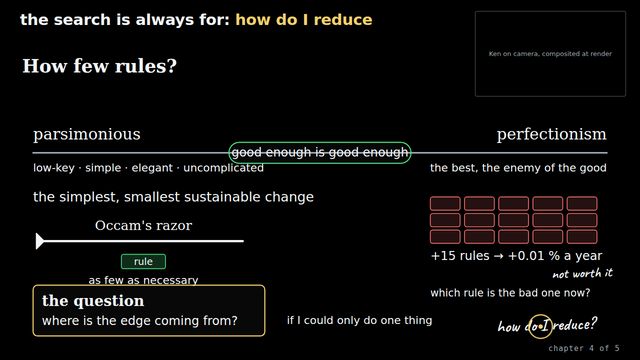 the search is always for: how do I reduce
Ken on camera, composited at render
How few rules?
parsimonious
perfectionism
good enough is good enough
low-key · simple · elegant · uncomplicated
the best, the enemy of the good
the simplest, smallest sustainable change
Occam's razor
rule
as few as necessary
+15 rules → +0.01 % a year
not worth it
which rule is the bad one now?
the question
where is the edge coming from?
if I could only do one thing
how do I reduce?
chapter 4 of 5